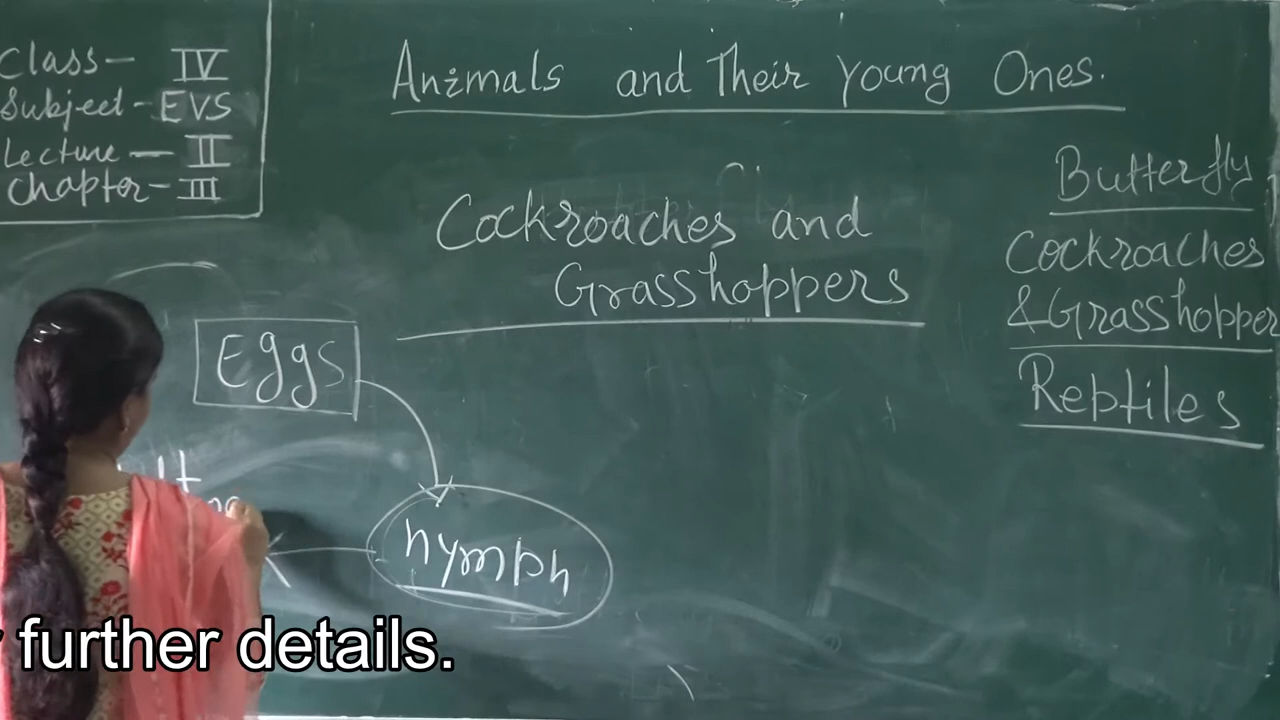 Class- IV
Subject- EVS
Lecture- II
Chapter- III
Animals and Their Young Ones.
Cockroaches and
Grasshoppers
Butterfly
Cockroaches
& Grasshopper
Reptiles
Eggs
nymph
further details.